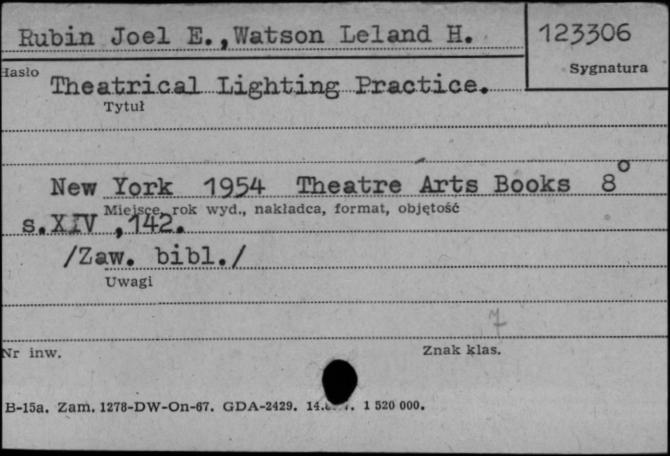 Rubin Joel E.,Watson Leland H.
123306
Hasło
Sygnatura
Theatrical Lighting Practice.
Tytuł
New York 1954 Theatre Arts Books 8°
Miejsce, rok wyd., nakładca, format, objętość
s.XIV ,142.
/Zaw. bibl./
Uwagi
7
Nr inw.
Znak klas.
B-15a. Zam. 1278-DW-On-67. GDA-2429. 1 520 000.